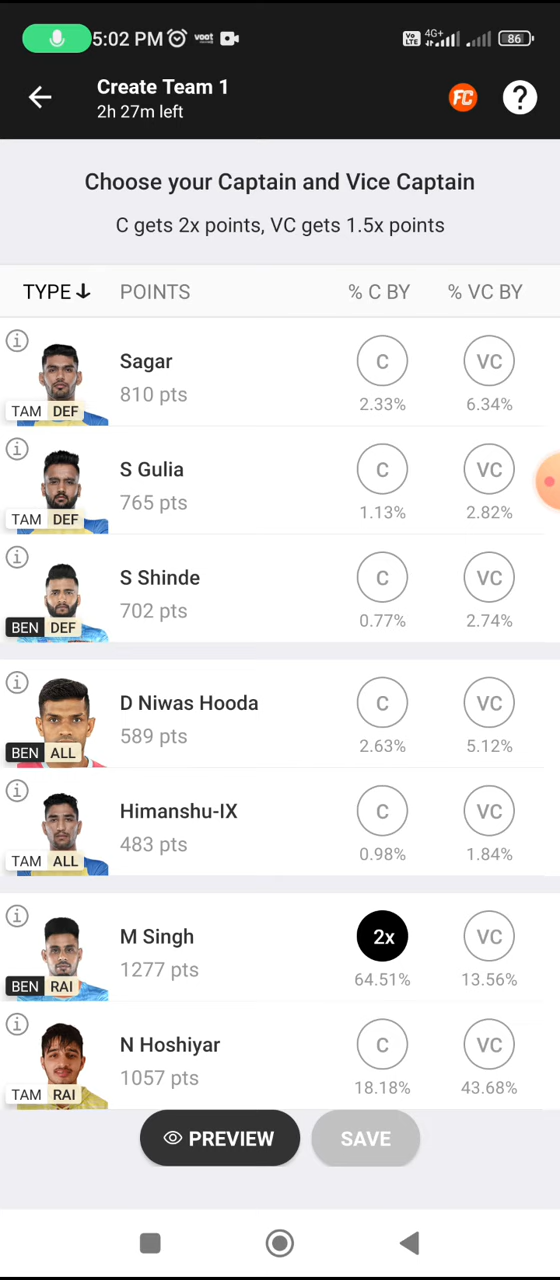 5:02 PM voot Vo LTE 4G+ 86
Create Team 1
2h 27m left
FC ?
Choose your Captain and Vice Captain
C gets 2x points, VC gets 1.5x points
TYPE POINTS % C BY % VC BY
i Sagar C VC
810 pts 2.33% 6.34%
TAM DEF
i S Gulia C VC
765 pts 1.13% 2.82%
TAM DEF
i S Shinde C VC
702 pts 0.77% 2.74%
BEN DEF
i D Niwas Hooda C VC
589 pts 2.63% 5.12%
BEN ALL
i Himanshu-IX C VC
483 pts 0.98% 1.84%
TAM ALL
i M Singh 2x VC
1277 pts 64.51% 13.56%
BEN RAI
i N Hoshiyar C VC
1057 pts 18.18% 43.68%
TAM RAI
PREVIEW SAVE